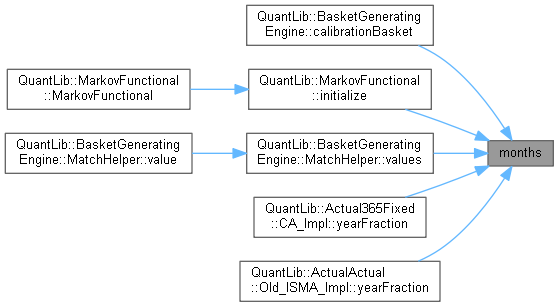 QuantLib::BasketGenerating
Engine::calibrationBasket
QuantLib::MarkovFunctional
::MarkovFunctional
QuantLib::MarkovFunctional
::initialize
QuantLib::BasketGenerating
Engine::MatchHelper::value
QuantLib::BasketGenerating
Engine::MatchHelper::values
months
QuantLib::Actual365Fixed
::CA_Impl::yearFraction
QuantLib::ActualActual
::Old_ISMA_Impl::yearFraction